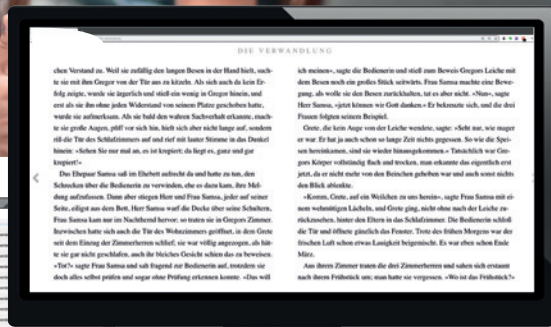 DIE VERWANDLUNG
chen Verstand zu. Weil sie zufällig den langen Besen in der Hand hielt, such-
te sie mit ihm Gregor von der Tür aus zu kitzeln. Als sich auch da kein Er-
folg zeigte, wurde sie ärgerlich und stieß ein wenig in Gregor hinein, und
erst als sie ihn ohne jeden Widerstand von seinem Platze geschoben hatte,
wurde sie aufmerksam. Als sie bald den wahren Sachverhalt erkannte, mach-
te sie große Augen, pfiff vor sich hin, hielt sich aber nicht lange auf, sondern
riß die Tür des Schlafzimmers auf und rief mit lauter Stimme in das Dunkel
hinein: »Sehen Sie nur mal an, es ist krepiert; da liegt es, ganz und gar
krepiert!«
Das Ehepaar Samsa saß im Ehebett aufrecht da und hatte zu tun, den
Schrecken über die Bedienerin zu verwinden, ehe es dazu kam, ihre Mel-
dung aufzufassen. Dann aber stiegen Herr und Frau Samsa, jeder auf seiner
Seite, eiligst aus dem Bett, Herr Samsa warf die Decke über seine Schultern,
Frau Samsa kam nur im Nachthemd hervor; so traten sie in Gregors Zimmer.
Inzwischen hatte sich auch die Tür des Wohnzimmers geöffnet, in dem Grete
seit dem Einzug der Zimmerherren schlief; sie war völlig angezogen, als hät-
te sie gar nicht geschlafen, auch ihr bleiches Gesicht schien das zu beweisen.
»Tot?« sagte Frau Samsa und sah fragend zur Bedienerin auf, trotzdem sie
doch alles selbst prüfen und sogar ohne Prüfung erkennen konnte. »Das will
ich meinen«, sagte die Bedienerin und stieß zum Beweis Gregors Leiche mit
dem Besen noch ein großes Stück seitwärts. Frau Samsa machte eine Bewe-
gung, als wolle sie den Besen zurückhalten, tat es aber nicht. »Nun«, sagte
Herr Samsa, »jetzt können wir Gott danken.« Er bekreuzte sich, und die drei
Frauen folgten seinem Beispiel.
Grete, die kein Auge von der Leiche wendete, sagte: »Seht nur, wie mager
er war. Er hat ja auch schon so lange Zeit nichts gegessen. So wie die Spei-
sen hereinkamen, sind sie wieder hinausgekommen.« Tatsächlich war Gre-
gors Körper vollständig flach und trocken, man erkannte das eigentlich erst
jetzt, da er nicht mehr von den Beinchen gehoben war und auch sonst nichts
den Blick ablenkte.
»Komm, Grete, auf ein Weilchen zu uns herein«, sagte Frau Samsa mit ei-
nem wehmütigen Lächeln, und Grete ging, nicht ohne nach der Leiche zu-
rückzusehen, hinter den Eltern in das Schlafzimmer. Die Bedienerin schloß
die Tür und öffnete gänzlich das Fenster. Trotz des frühen Morgens war der
frischen Luft schon etwas Lauigkeit beigemischt. Es war eben schon Ende
März.
Aus ihrem Zimmer traten die drei Zimmerherren und sahen sich erstaunt
nach ihrem Frühstück um; man hatte sie vergessen. »Wo ist das Frühstück?«